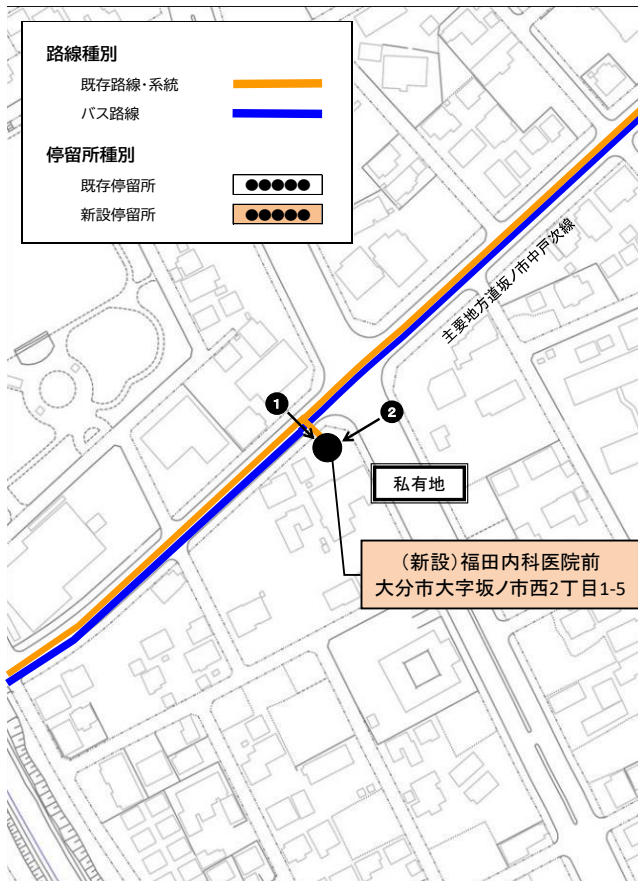 路線種別
既存路線・系統
バス路線
停留所種別
既存停留所 ●●●●●
新設停留所 ●●●●●
主要地方道坂ノ市中戸次線
1
2
私有地
(新設)福田内科医院前
大分市大字坂ノ市西2丁目1-5